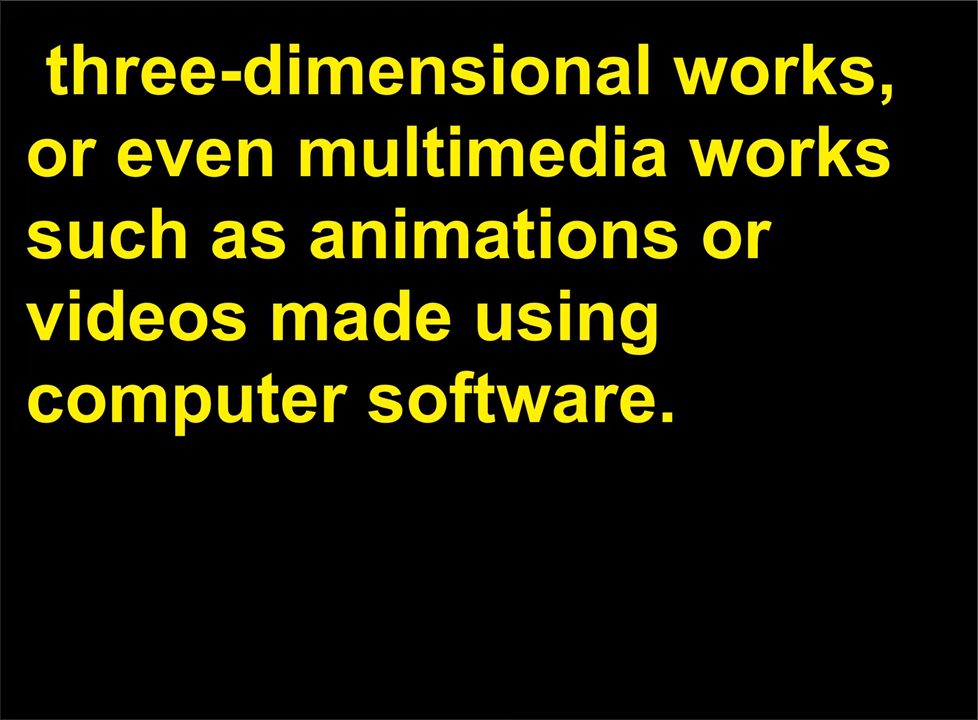 three-dimensional works,
or even multimedia works
such as animations or
videos made using
computer software.